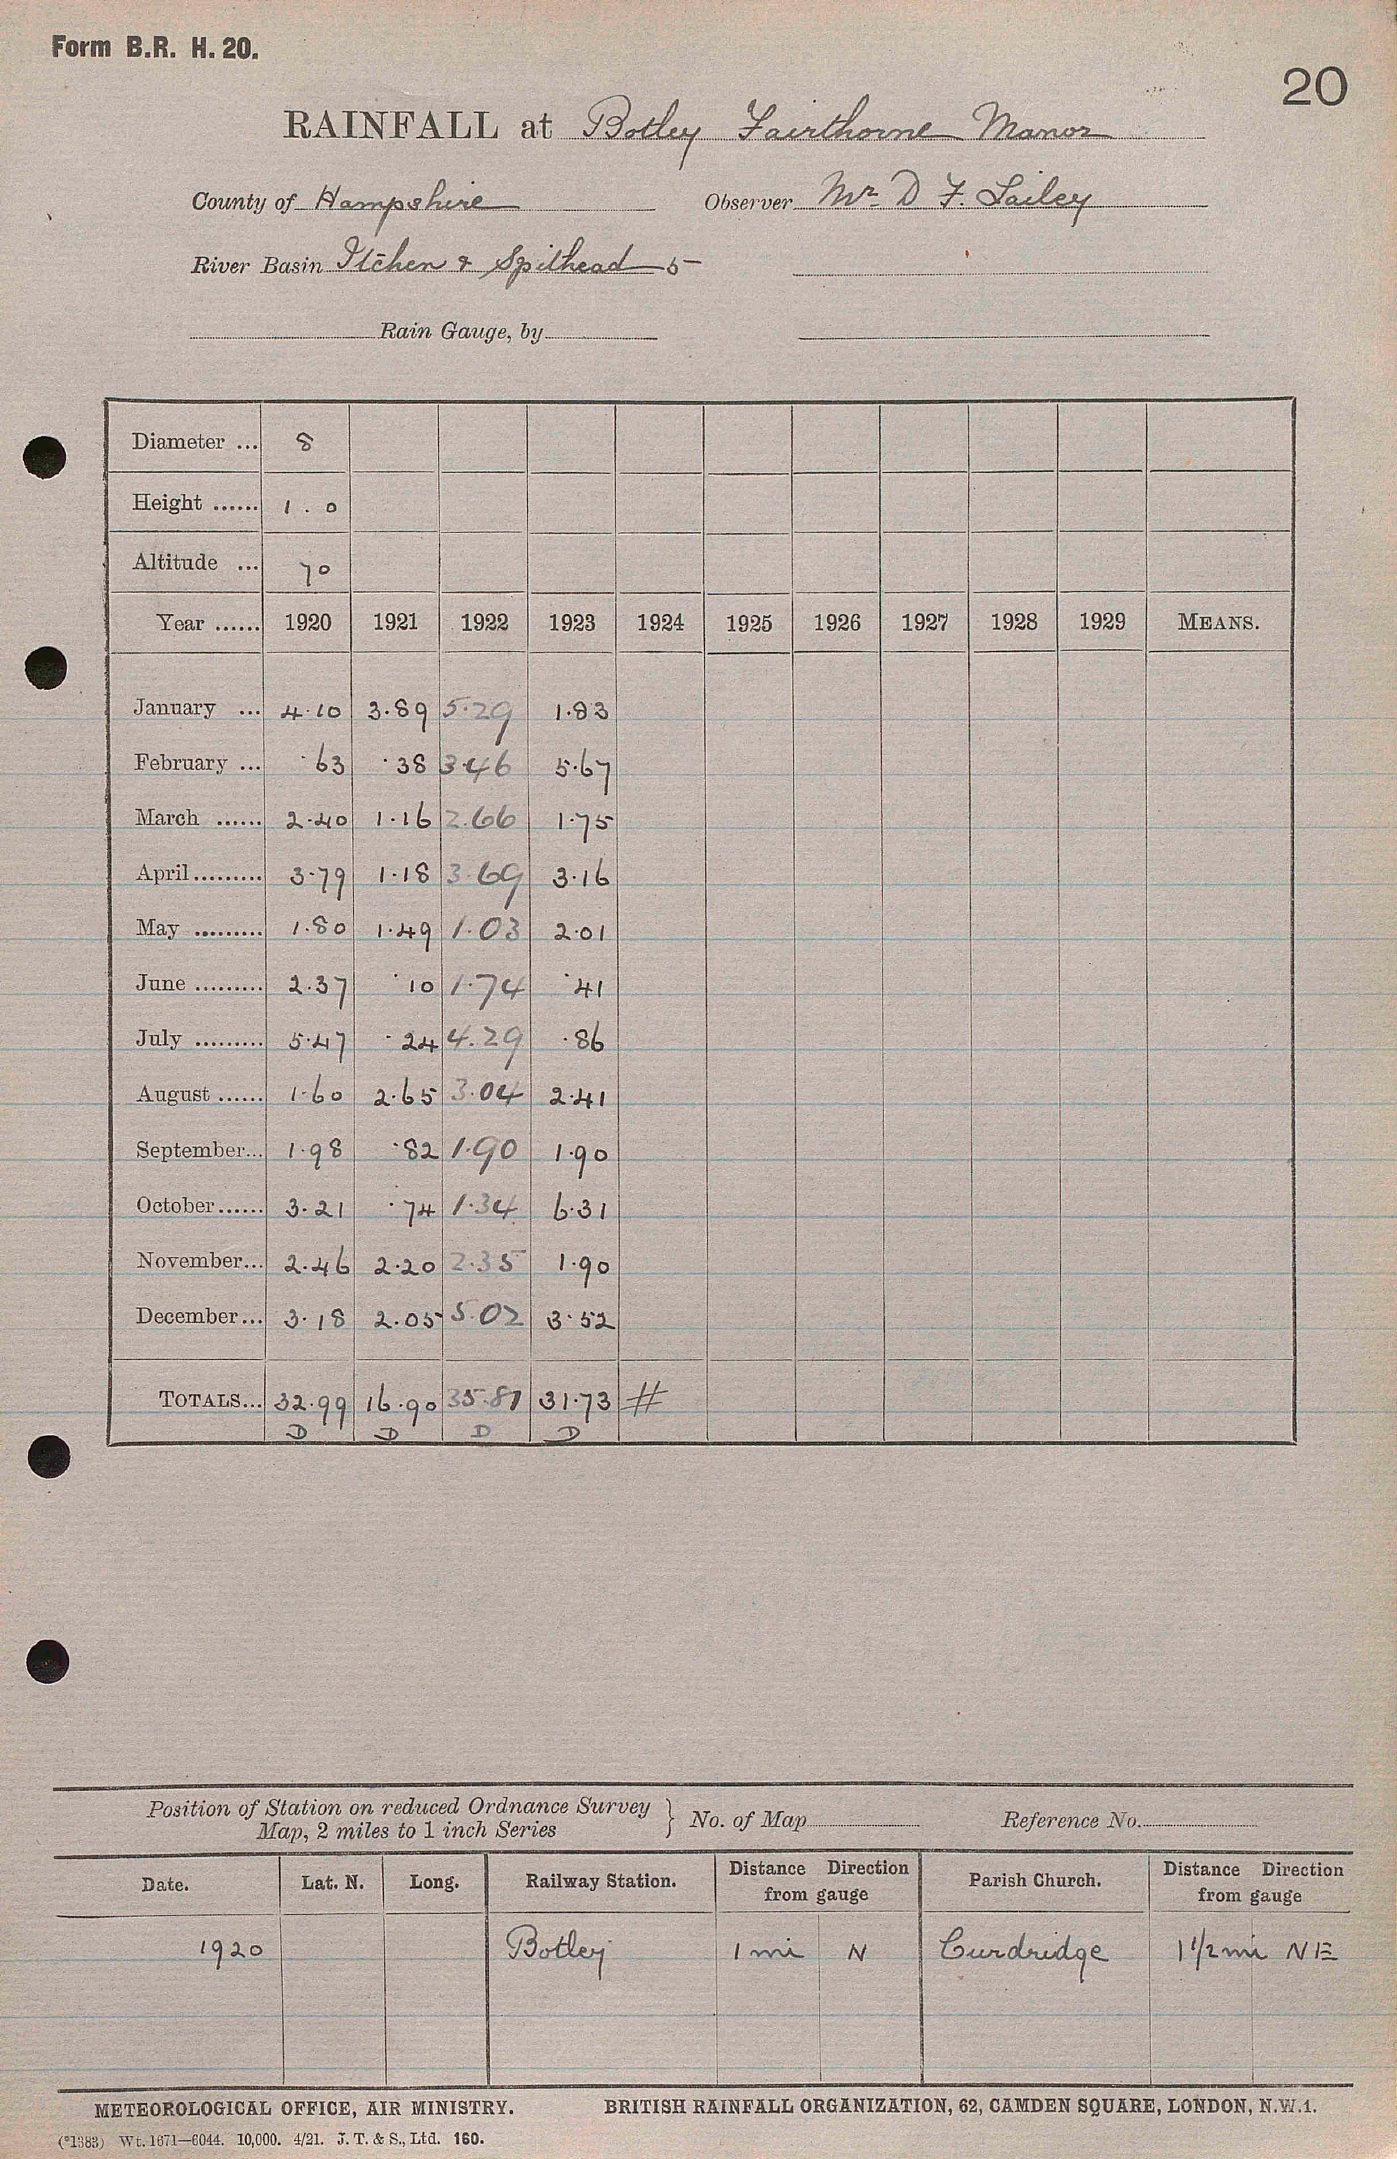 Form B.R. H. 20.
20
RAINFALL at Botley Fairthorne Manor
County of Hampshire Observer Mr. D F. Lailey
River Basin Itchen & Spithead 5
Rain Gauge, by
Diameter ... 8
Height ...... 1 . 0
Altitude ... 70
Year ...... 1920 1921 1922 1923 1924 1925 1926 1927 1928 1929 MEANS.
January ... 4.10 3.89 5.29 1.83
February ... .63 .38 3.46 5.67
March ...... 2.40 1.16 2.66 1.75
April......... 3.79 1.18 3.69 3.16
May ......... 1.80 1.49 1.03 2.01
June ......... 2.37 .10 1.74 .41
July ......... 5.47 .24 4.29 .86
August ...... 1.60 2.65 3.04 2.41
September... 1.98 .82 1.90 1.90
October...... 3.21 .74 1.34 6.31
November... 2.46 2.20 2.35 1.90
December... 3.18 2.05 5.02 3.52
TOTALS... 32.99 16.90 35.81 31.73 #
D D D D
Position of Station on reduced Ordnance Survey
Map, 2 miles to 1 inch Series } No. of Map Reference No.
Date. Lat. N. Long. Railway Station. Distance Direction from gauge Parish Church. Distance Direction from gauge
1920 Botley 1 mi N Curdridge 1 1/2 mi NE
METEOROLOGICAL OFFICE, AIR MINISTRY. BRITISH RAINFALL ORGANIZATION, 62, CAMDEN SQUARE, LONDON, N.W.1.
(*1383) Wt. 1671—6044. 10,000. 4/21. J. T. & S., Ltd. 160.